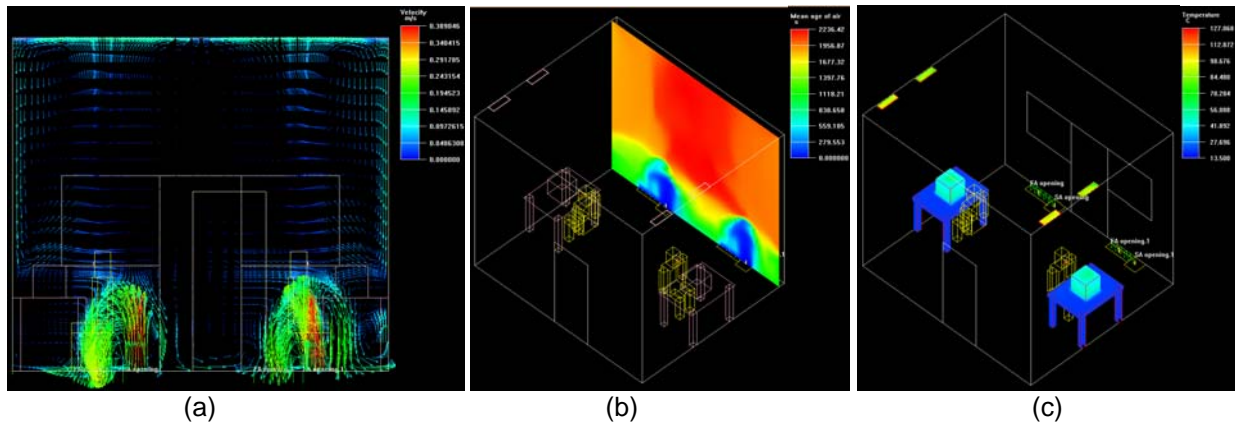 Velocity
m/s
0.389046
0.340415
0.291785
0.243154
0.194523
0.145892
0.0972615
0.0486308
0.000000
(a)
Mean age of air
s
2236.42
1956.87
1677.32
1397.76
1118.21
838.658
559.105
279.553
0.000000
(b)
Temperature
C
127.068
112.872
98.676
84.480
70.284
56.088
41.892
27.696
13.500
FA opening
SA opening
FA opening.1
SA opening.1
(c)